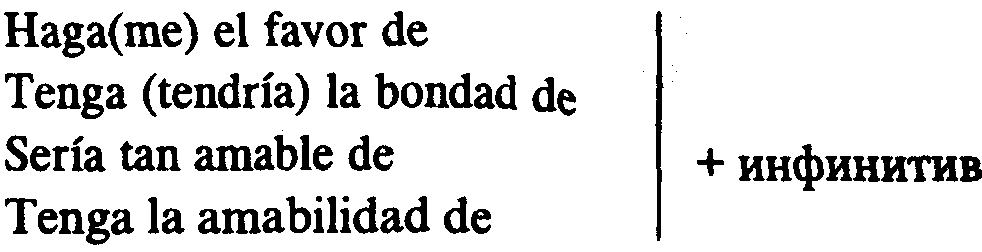 Haga(me) el favor de
Tenga (tendría) la bondad de
Sería tan amable de
+ инфинитив
Tenga la amabilidad de